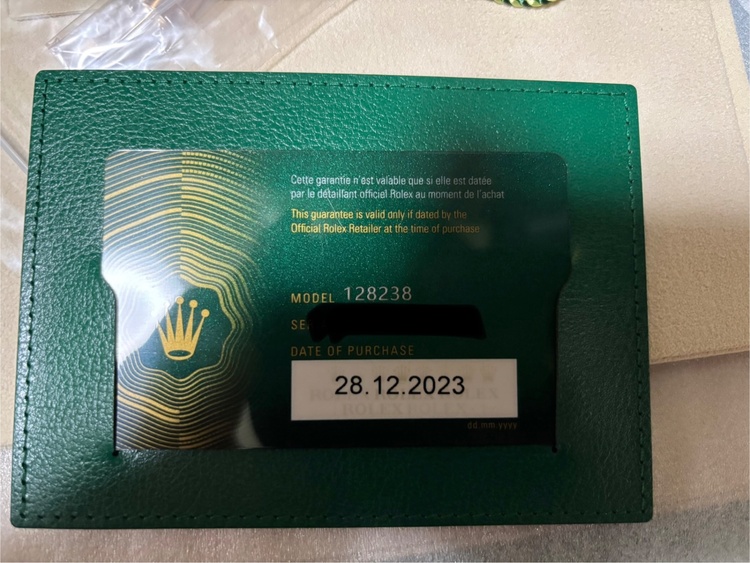 Cette garantie n'est valable que si elle est datée
par le détaillant officiel Rolex au moment de l'achat
This guarantee is valid only if dated by the
Official Rolex Retailer at the time of purchase
MODEL 128238
DATE OF PURCHASE
28.12.2023
dd mm yyyy